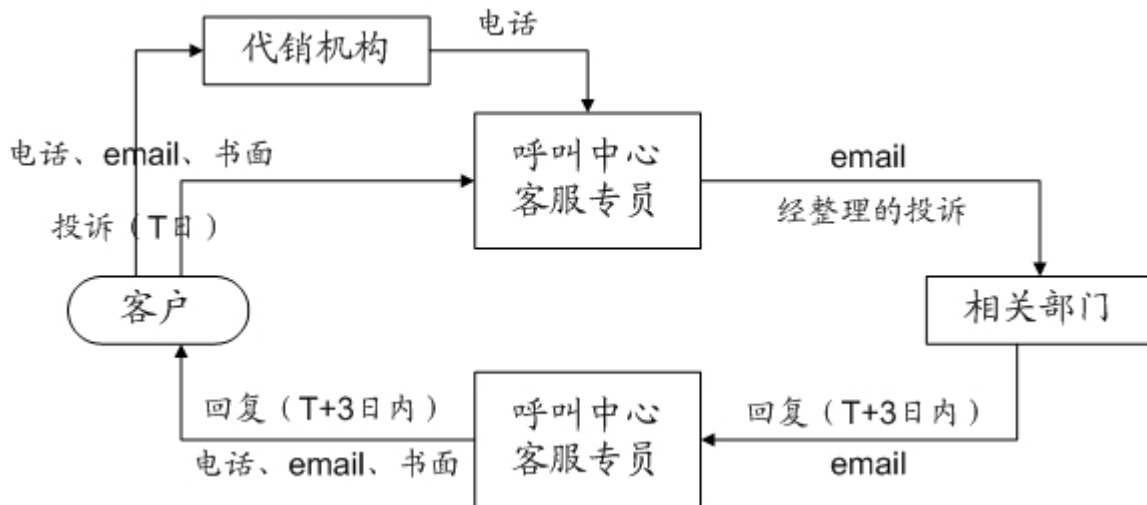 代销机构
电话
电话、email、书面
投诉（T日）
呼叫中心
客服专员
email
经整理的投诉
客户
相关部门
回复（T+3日内）
电话、email、书面
呼叫中心
客服专员
回复（T+3日内）
email